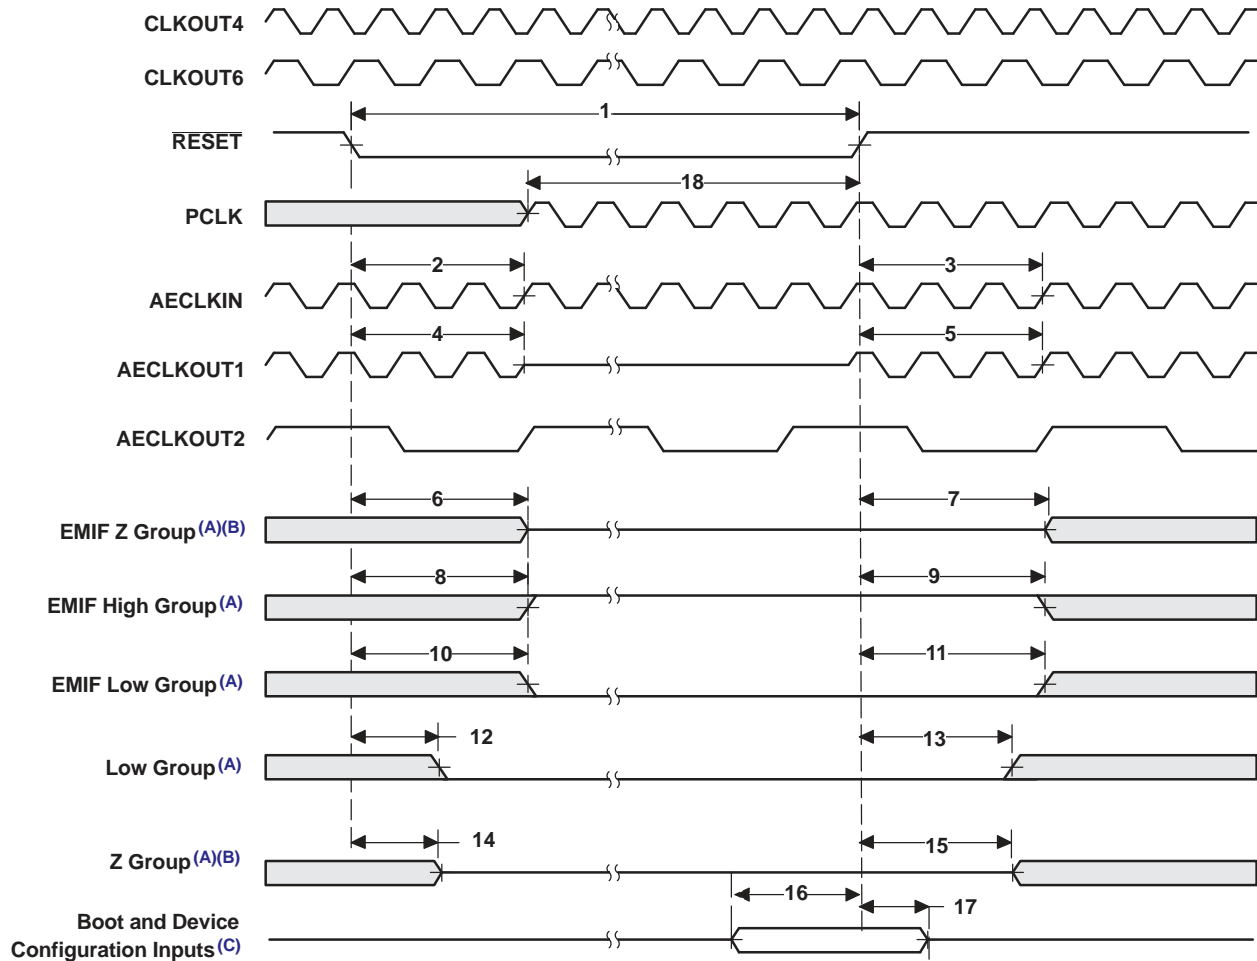 CLKOUT4
CLKOUT6
1
RESET
18
PCLK
2
3
AECLKIN
4
5
AECLKOUT1
AECLKOUT2
6
7
EMIF Z Group (A)(B)
8
9
EMIF High Group (A)
10
11
EMIF Low Group (A)
12
13
Low Group (A)
14
15
Z Group (A)(B)
16
17
Boot and Device
Configuration Inputs (C)